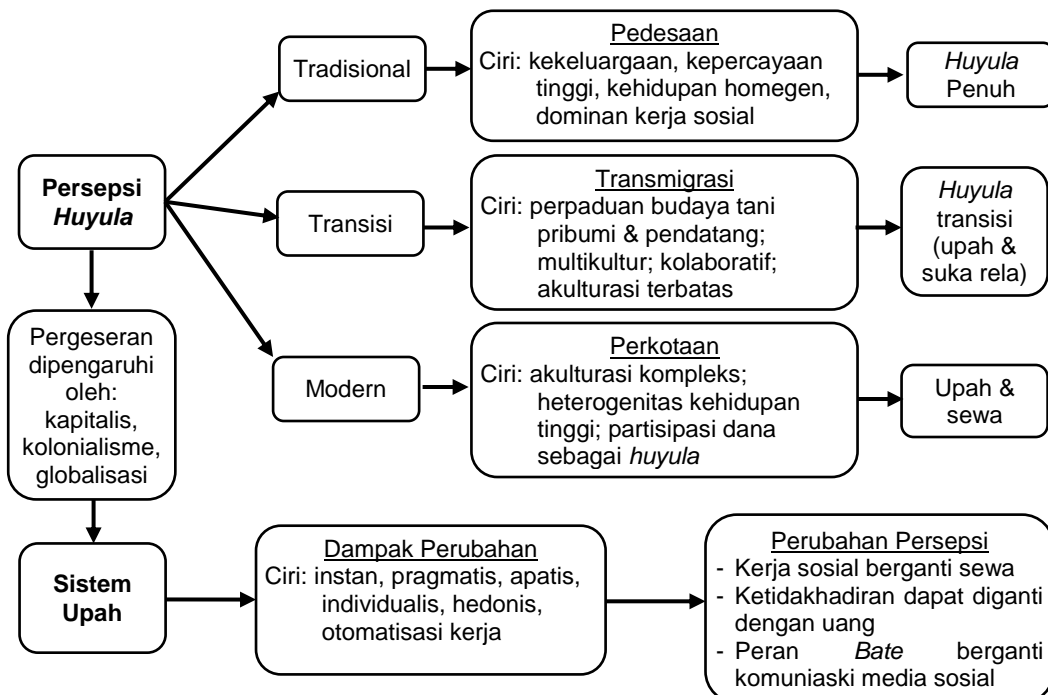 Tradisional
Pedesaan
Ciri: kekeluargaan, kepercayaan
tinggi, kehidupan homegen,
dominan kerja sosial
Huyula
Penuh
Persepsi
Huyula
Transisi
Transmigrasi
Ciri: perpaduan budaya tani
pribumi & pendatang;
multikultur; kolaboratif;
akulturasi terbatas
Huyula
transisi
(upah &
suka rela)
Modern
Perkotaan
Ciri: akulturasi kompleks;
heterogenitas kehidupan
tinggi; partisipasi dana
sebagai huyula
Upah &
sewa
Pergeseran
dipengaruhi
oleh:
kapitalis,
kolonialisme,
globalisasi
Sistem
Upah
Dampak Perubahan
Ciri: instan, pragmatis, apatis,
individualis, hedonis,
otomatisasi kerja
Perubahan Persepsi
- Kerja sosial berganti sewa
- Ketidakhadiran dapat diganti
dengan uang
- Peran Bate berganti
komuniaski media sosial